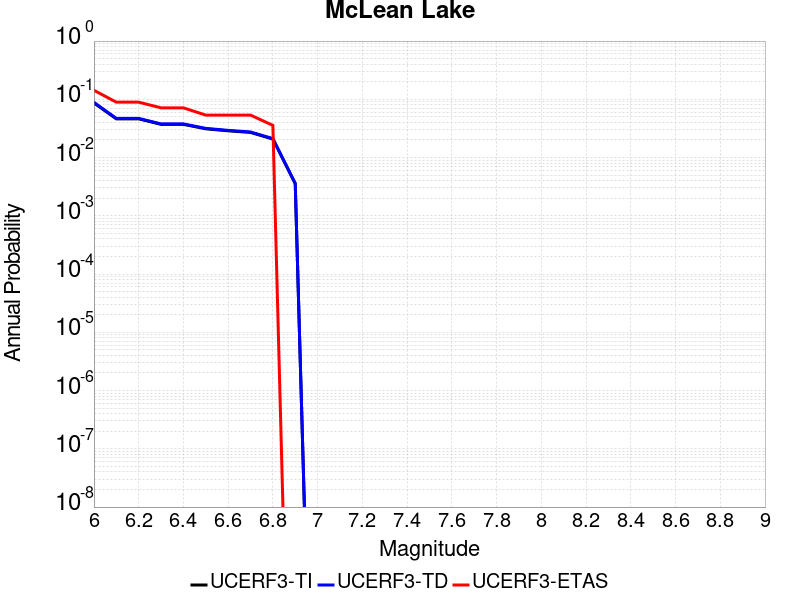 McLean Lake
10 0
10 -1
10 -2
10 -3
10 -4
10 -5
10 -6
10 -7
10 -8
Annual Probability
6 6.2 6.4 6.6 6.8 7 7.2 7.4 7.6 7.8 8 8.2 8.4 8.6 8.8 9
Magnitude
UCERF3-TI UCERF3-TD UCERF3-ETAS